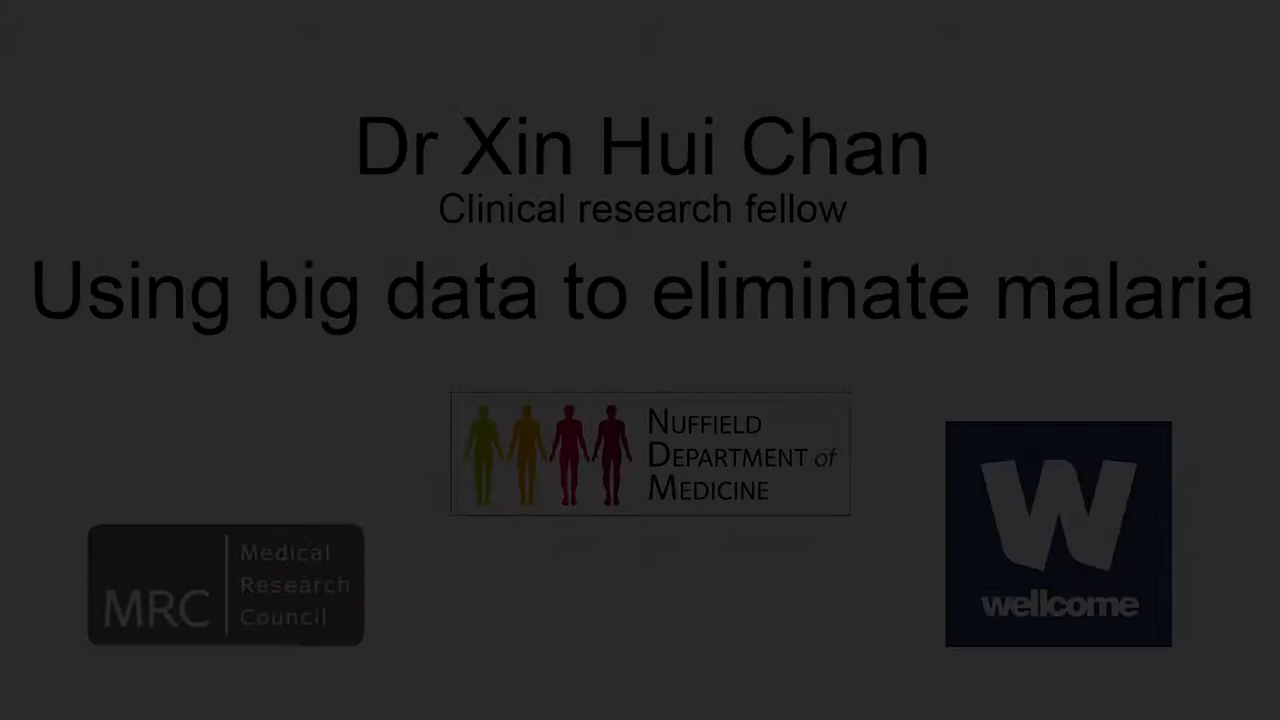 Dr Xin Hui Chan
Clinical research fellow
Using big data to eliminate malaria
NUFFIELD
DEPARTMENT of
MEDICINE
MRC
Medical
Research
Council
W
wellcome